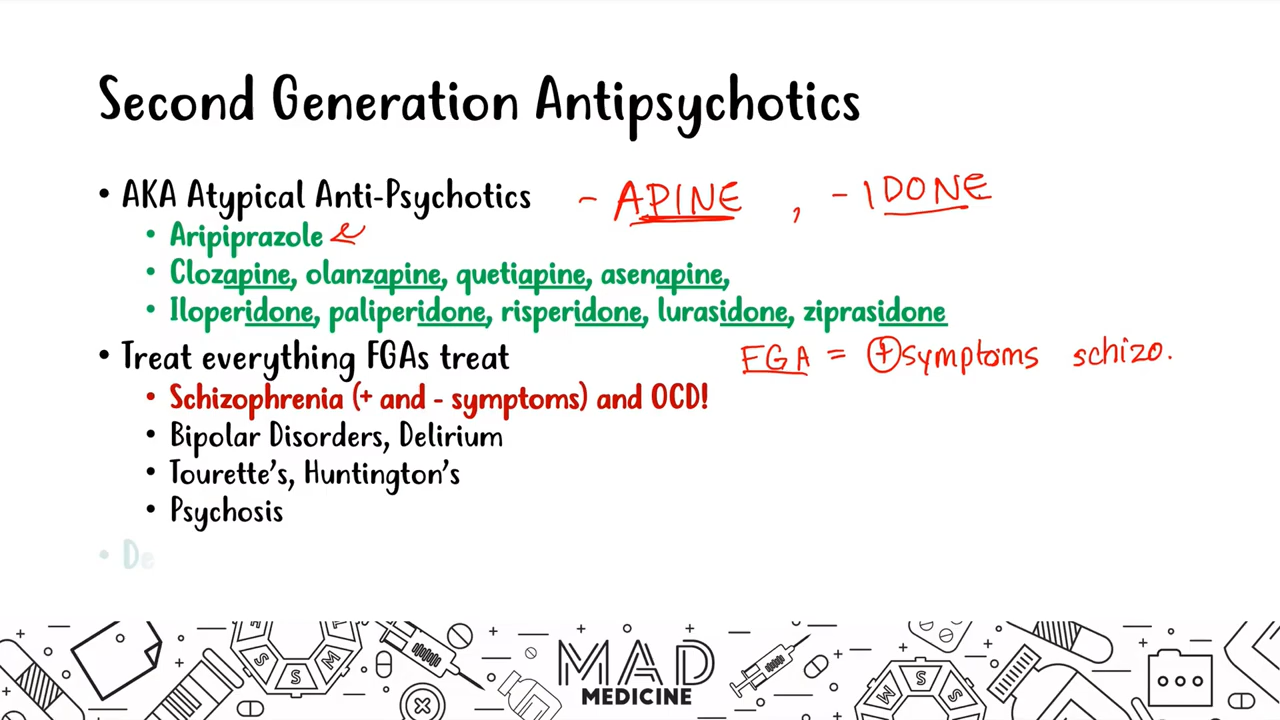 Second Generation Antipsychotics
• AKA Atypical Anti-Psychotics - APINE , - IDONE
• Aripiprazole
• Clozapine, olanzapine, quetiapine, asenapine,
• Iloperidone, paliperidone, risperidone, lurasidone, ziprasidone
• Treat everything FGAs treat FGA = ⊕symptoms schizo.
• Schizophrenia (+ and - symptoms) and OCD!
• Bipolar Disorders, Delirium
• Tourette's, Huntington's
• Psychosis
• De
MAD
MEDICINE